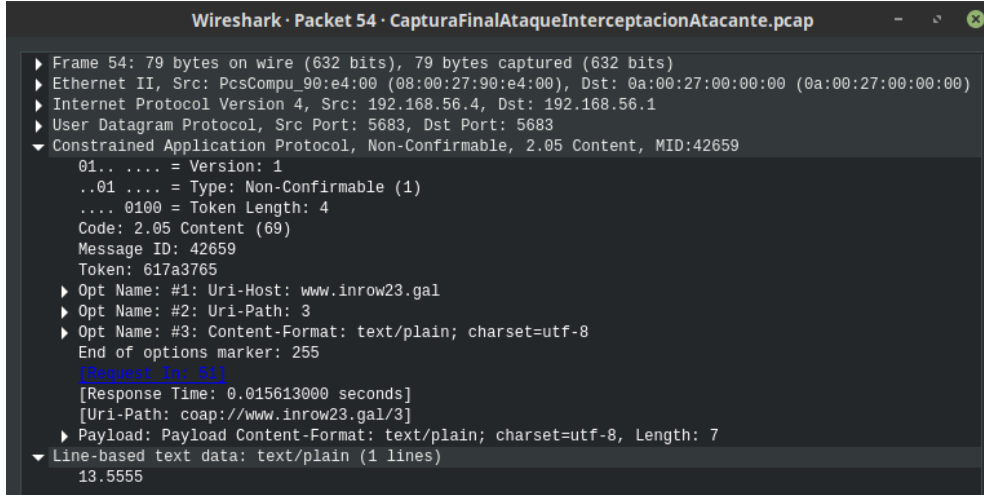 Wireshark · Packet 54 · CapturaFinalAtaqueInterceptacionAtacante.pcap
Frame 54: 79 bytes on wire (632 bits), 79 bytes captured (632 bits)
Ethernet II, Src: PcsCompu_90:e4:00 (08:00:27:90:e4:00), Dst: 0a:00:27:00:00:00 (0a:00:27:00:00:00)
Internet Protocol Version 4, Src: 192.168.56.4, Dst: 192.168.56.1
User Datagram Protocol, Src Port: 5683, Dst Port: 5683
Constrained Application Protocol, Non-Confirmable, 2.05 Content, MID:42659
01.. .... = Version: 1
..01 .... = Type: Non-Confirmable (1)
.... 0100 = Token Length: 4
Code: 2.05 Content (69)
Message ID: 42659
Token: 617a3765
Opt Name: #1: Uri-Host: www.inrow23.gal
Opt Name: #2: Uri-Path: 3
Opt Name: #3: Content-Format: text/plain; charset=utf-8
End of options marker: 255
[Request In: 51]
[Response Time: 0.015613000 seconds]
[Uri-Path: coap://www.inrow23.gal/3]
Payload: Payload Content-Format: text/plain; charset=utf-8, Length: 7
Line-based text data: text/plain (1 lines)
13.5555